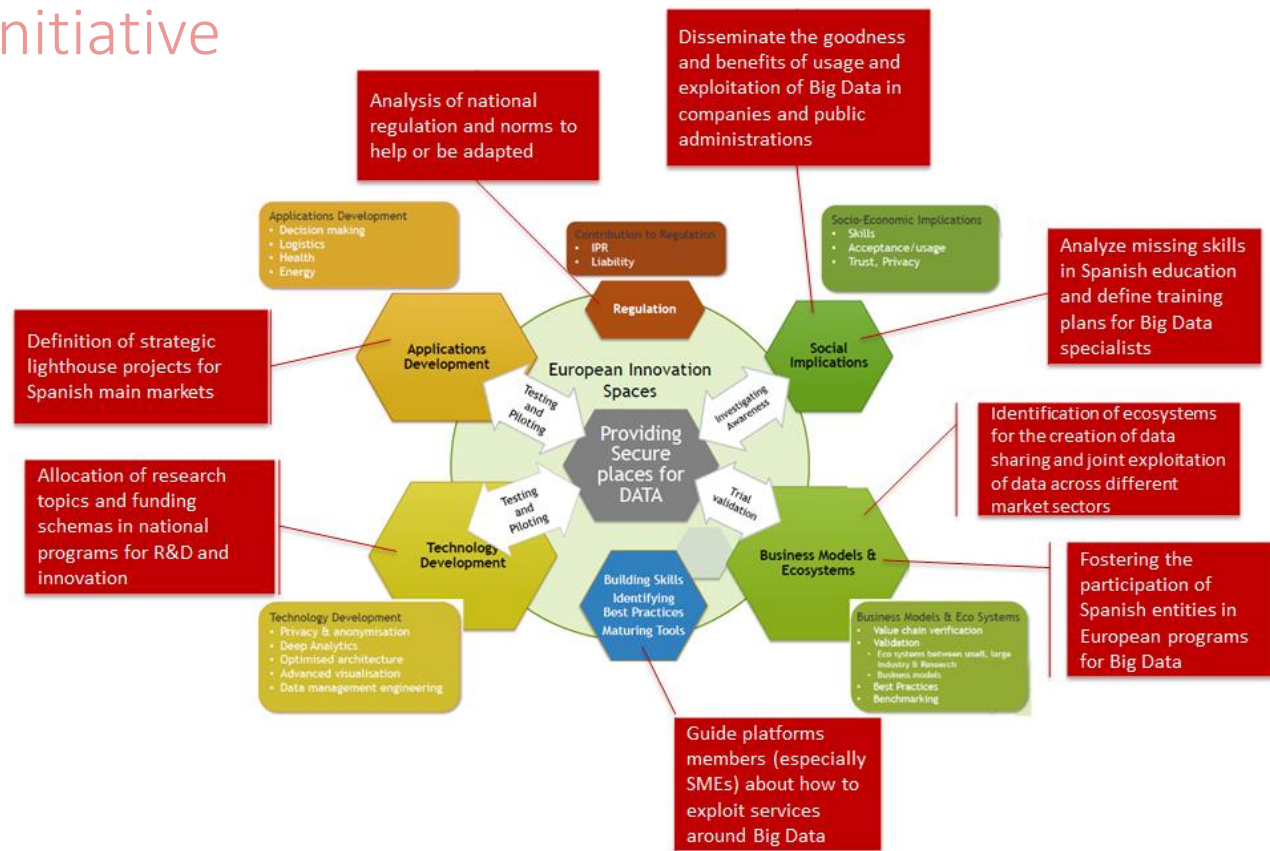 nitiative
Disseminate the goodness
and benefits of usage and
exploitation of Big Data in
companies and public
administrations
Analysis of national
regulation and norms to
help or be adapted
Applications Development
• Decision making
• Logistics
• Health
• Energy
Contribution to Regulation
• IPR
• Liability
Socio-Economic Implications
• Skills
• Acceptance/usage
• Trust, Privacy
Analyze missing skills
in Spanish education
and define training
plans for Big Data
specialists
Definition of strategic
lighthouse projects for
Spanish main markets
Applications
Development
Regulation
Social
Implications
European Innovation
Spaces
Testing
and
Piloting
Investigating
Awareness
Providing
Secure
places for
DATA
Identification of ecosystems
for the creation of data
sharing and joint exploitation
of data across different
market sectors
Allocation of research
topics and funding
schemas in national
programs for R&D and
innovation
Testing
and
Piloting
Trial
validation
Technology
Development
Building Skills
Identifying
Best Practices
Maturing Tools
Business Models &
Ecosystems
Fostering the
participation of
Spanish entities in
European programs
for Big Data
Technology Development
• Privacy & anonymisation
• Deep Analytics
• Optimised architecture
• Advanced visualisation
• Data management engineering
Business Models & Eco Systems
• Value chain verification
• Validation
• Eco systems between small, large
Industry & Research
• Business models
• Best Practices
• Benchmarking
Guide platforms
members (especially
SMEs) about how to
exploit services
around Big Data